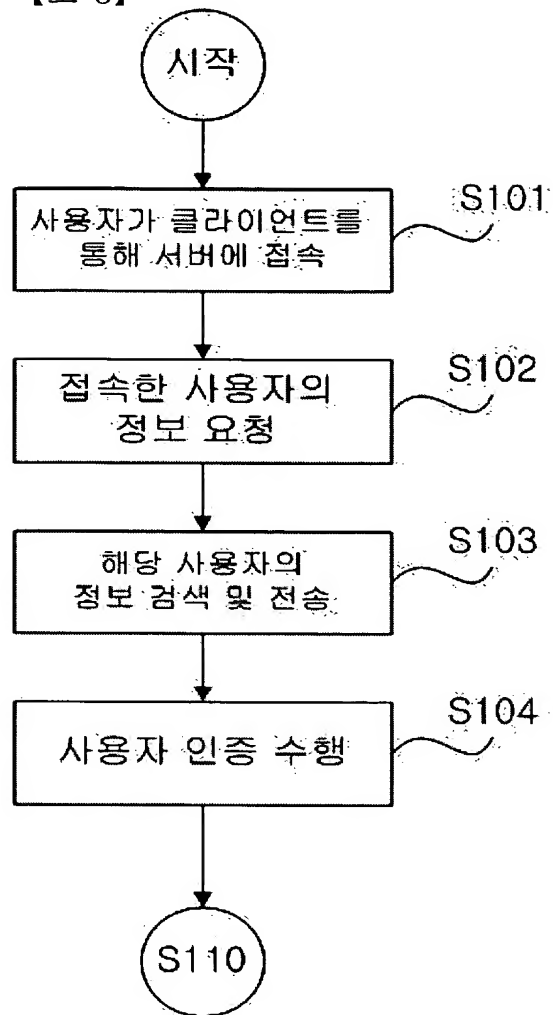 시작
S101
사용자가 클라이언트를
통해 서버에 접속
S102
접속한 사용자의
정보 요청
S103
해당 사용자의
정보 검색 및 전송
S104
사용자 인증 수행
S110